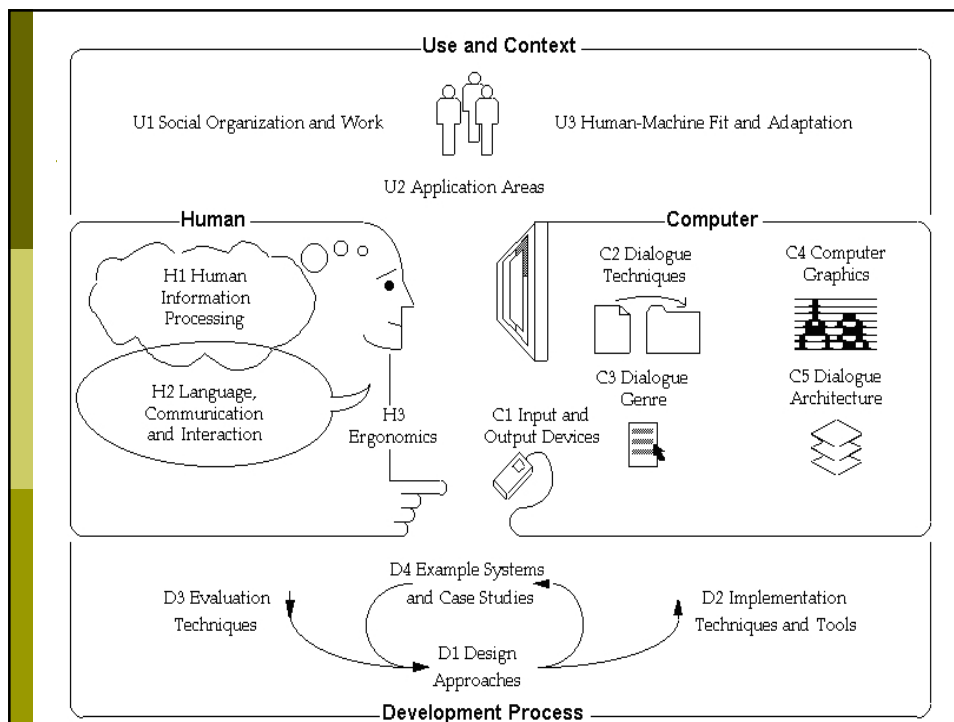 Use and Context
U1 Social Organization and Work
U3 Human-Machine Fit and Adaptation
U2 Application Areas
Human
H1 Human
Information
Processing
H2 Language,
Communication
and Interaction
H3
Ergonomics
Computer
C2 Dialogue
Techniques
C4 Computer
Graphics
C3 Dialogue
Genre
C5 Dialogue
Architecture
C1 Input and
Output Devices
D4 Example Systems
and Case Studies
D3 Evaluation
Techniques
D2 Implementation
Techniques and Tools
D1 Design
Approaches
Development Process